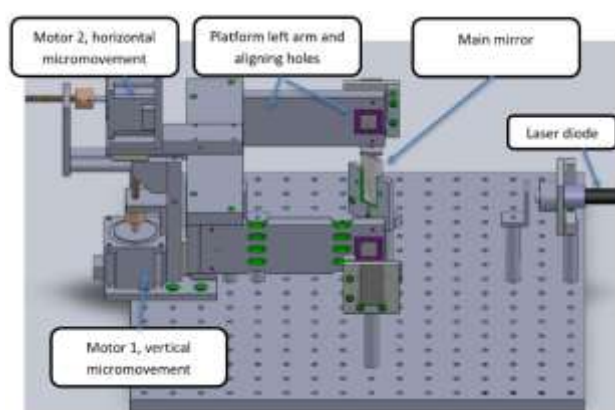 Motor 2, horizontal
micromovement
Platform left arm and
aligning holes
Main mirror
Laser diode
Motor 1, vertical
micromovement